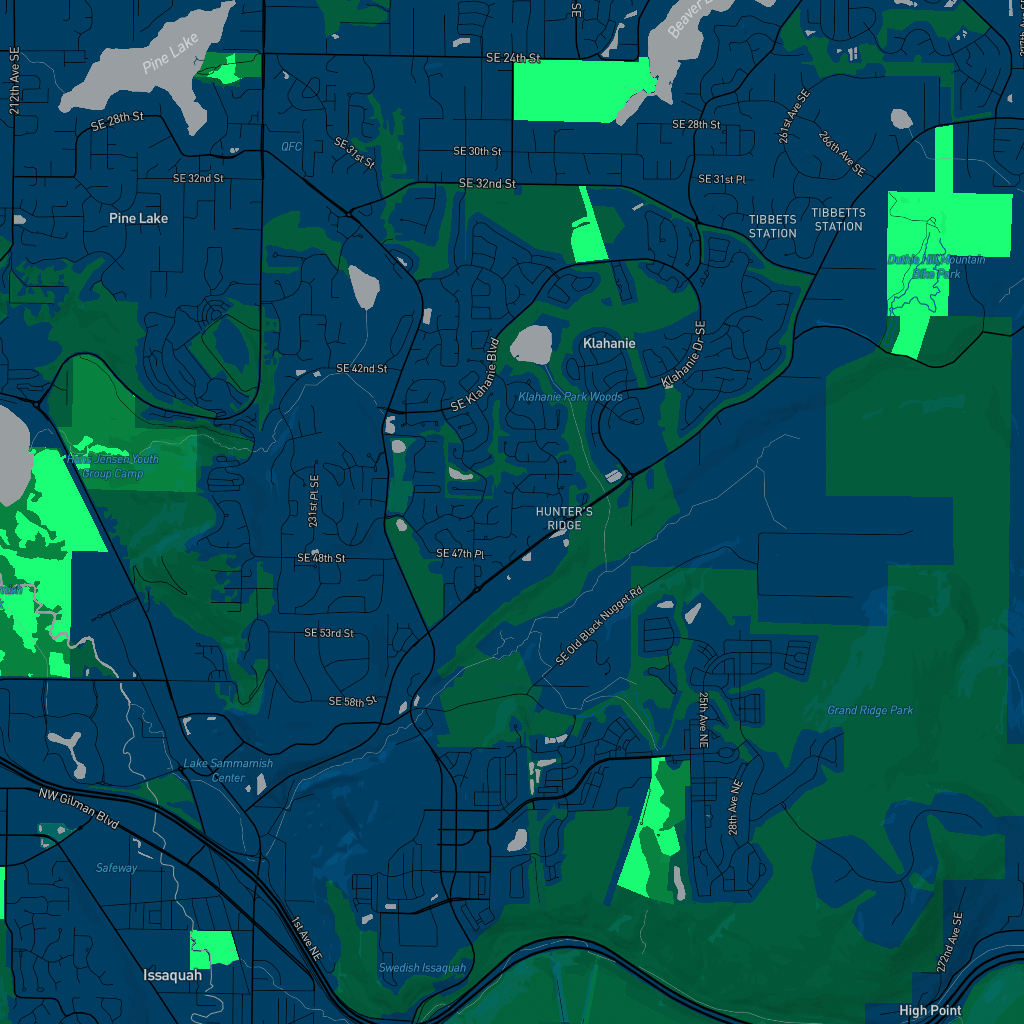 SE
Beaver
Pine Lake
212th Ave SE
SE 24th St
SE 28th St
SE 28th St
261st Ave SE
266th Ave SE
QFC
SE 31st St
SE 30th St
SE 32nd St
SE 32nd St
SE 31st Pl
Pine Lake
TIBBETS
STATION
TIBBETTS
STATION
Duthie Hill Mountain
Bike Park
Klahanie
SE 42nd St
SE Klahanie Blvd
Klahanie Dr SE
Klahanie Park Woods
Hans Jensen Youth
Group Camp
231st Pl SE
HUNTER'S
RIDGE
SE 48th St
SE 47th Pl
SE Old Black Nugget Rd
SE 53rd St
SE 58th St
25th Ave NE
Grand Ridge Park
Lake Sammamish
Center
NW Gilman Blvd
28th Ave NE
Safeway
1st Ave NE
272nd Ave SE
Swedish Issaquah
Issaquah
High Point